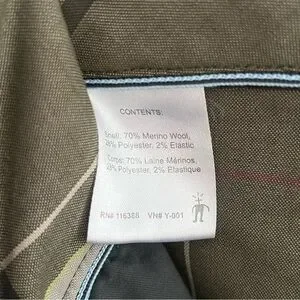 CONTENTS:
Shell: 70% Merino Wool,
28% Polyester, 2% Elastic
Corps: 70% Laine Mérinos,
28% Polyester, 2% Elastique
RN# 116388 VN# Y-001